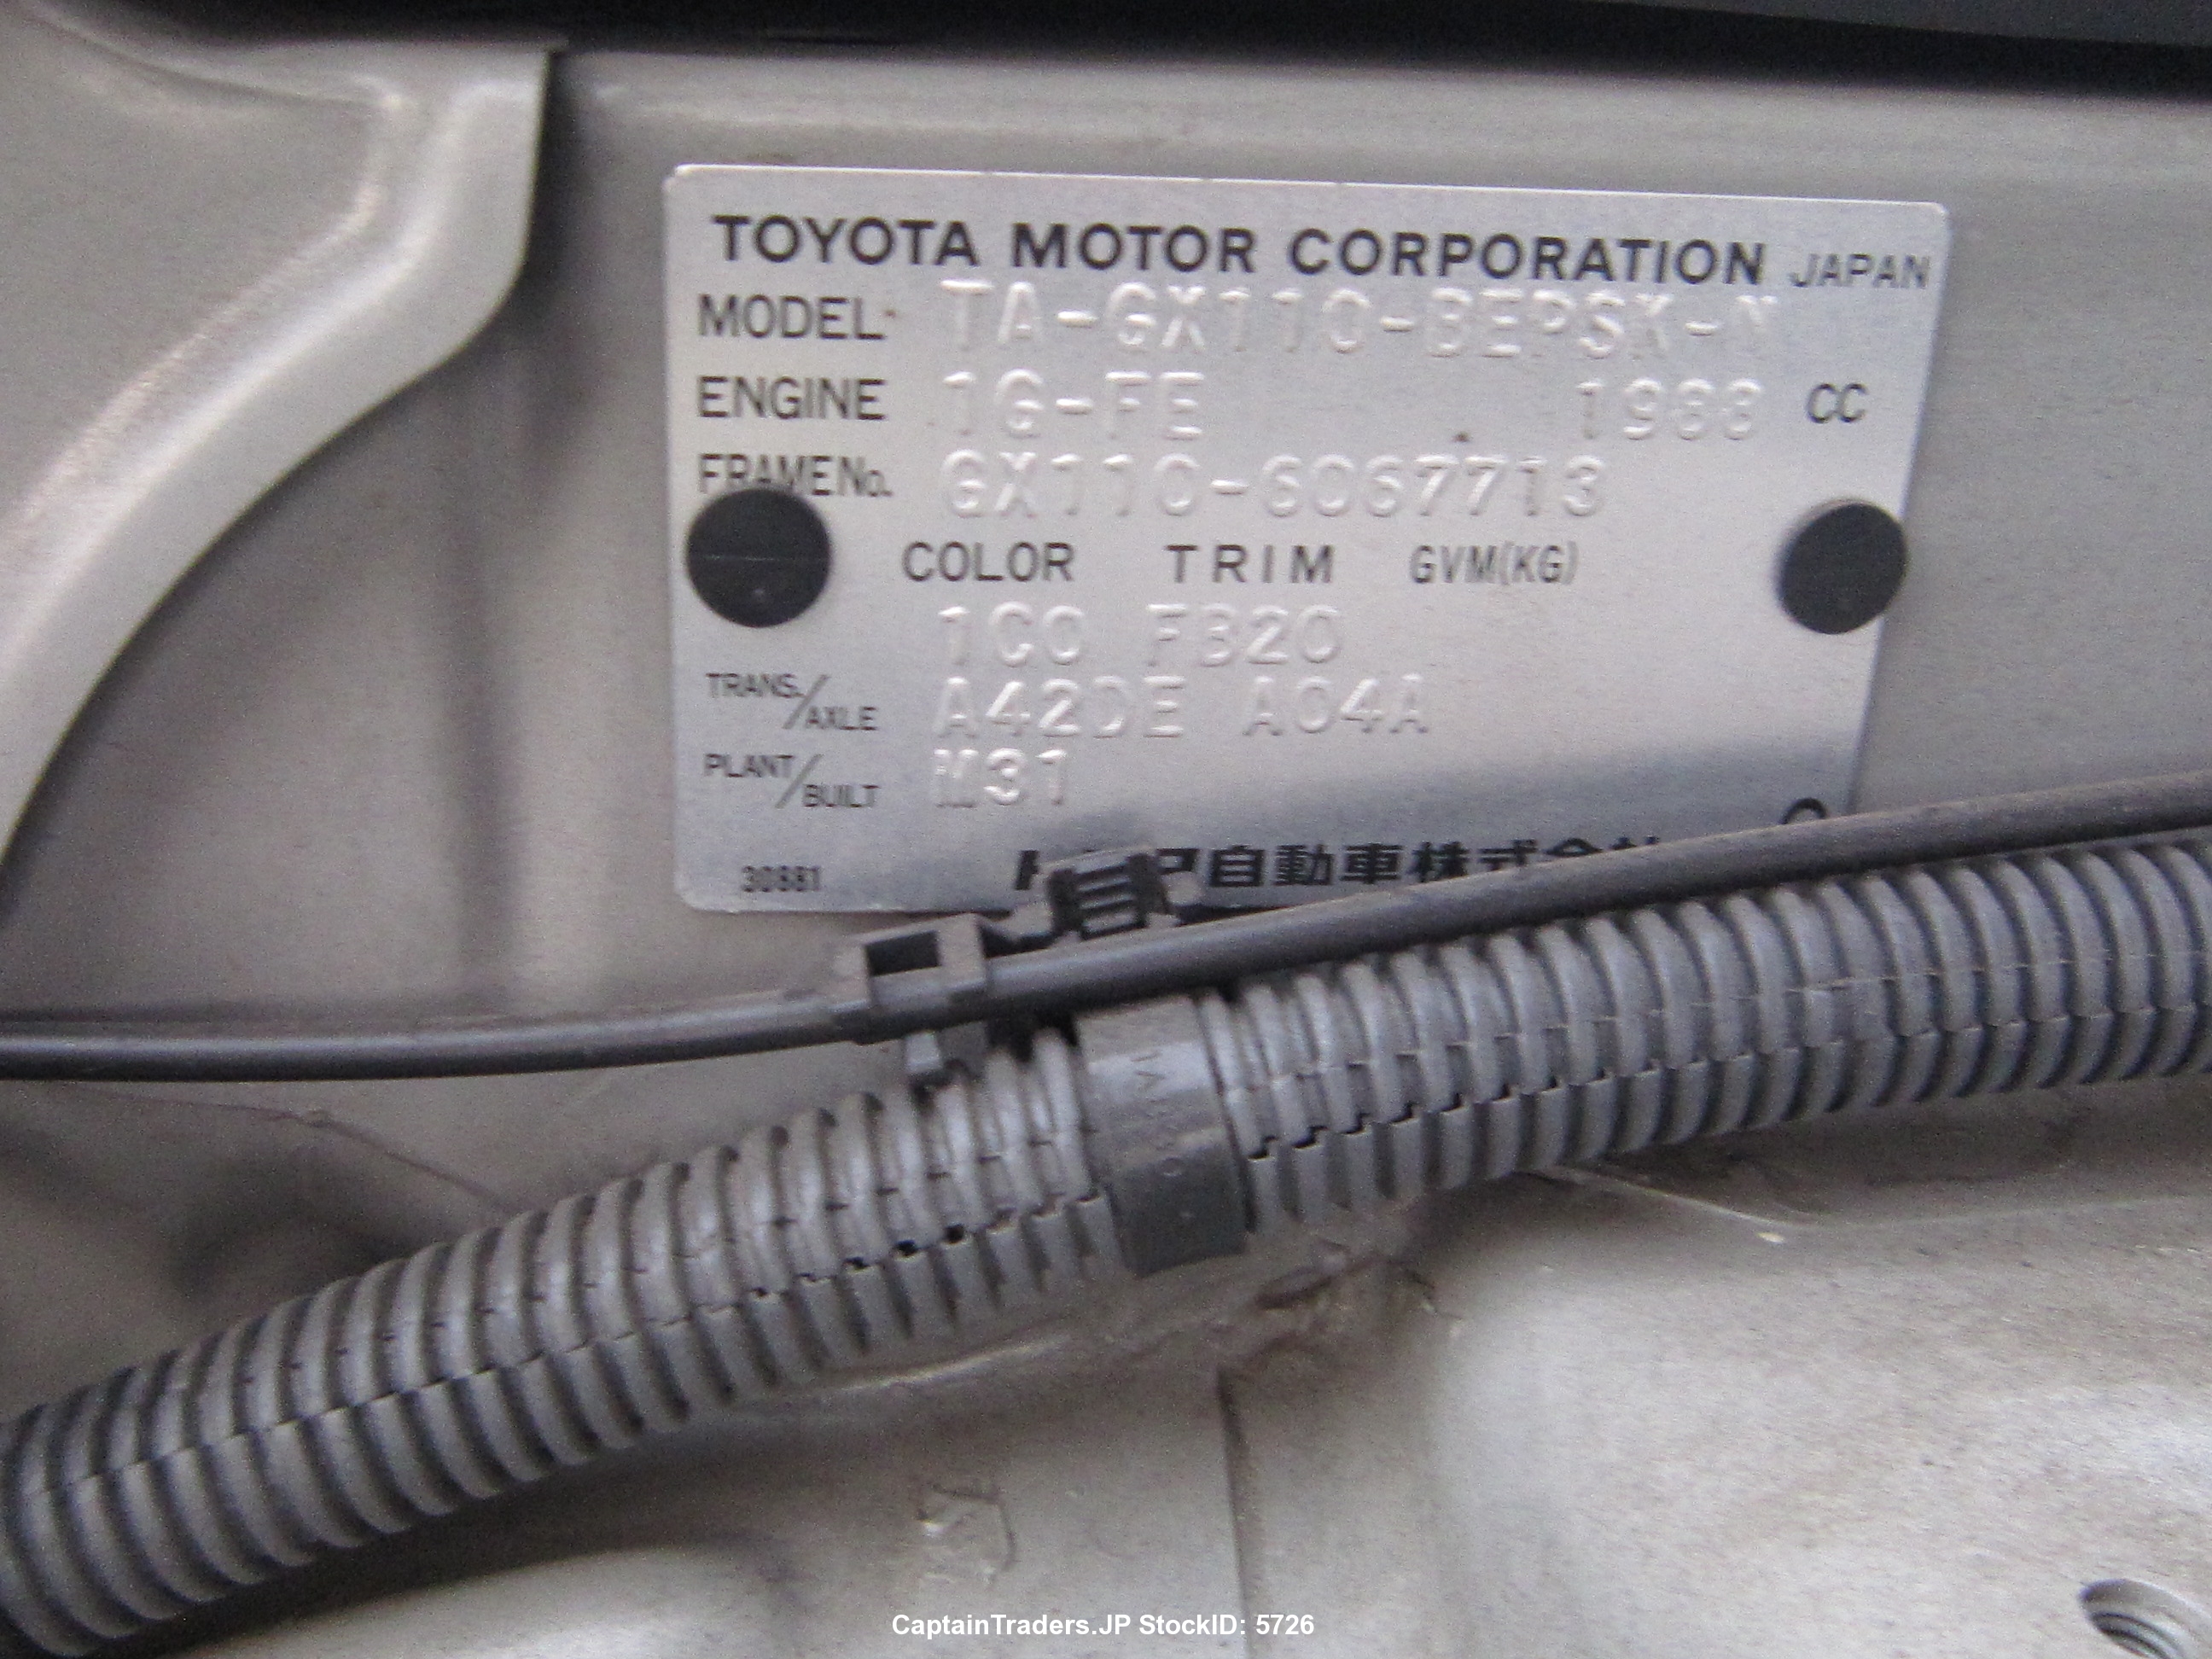 TOYOTA MOTOR CORPORATION JAPAN
MODEL TA-GX110-BEPSK-N
ENGINE 1G-FE 1988 CC
FRAME No. GX110-6067713
COLOR TRIM GVM(KG)
1C0 FB20
TRANS./AXLE A42DE A04A
PLANT/BUILT M31
30881
自動車株式会社
CaptainTraders.JP StockID: 5726